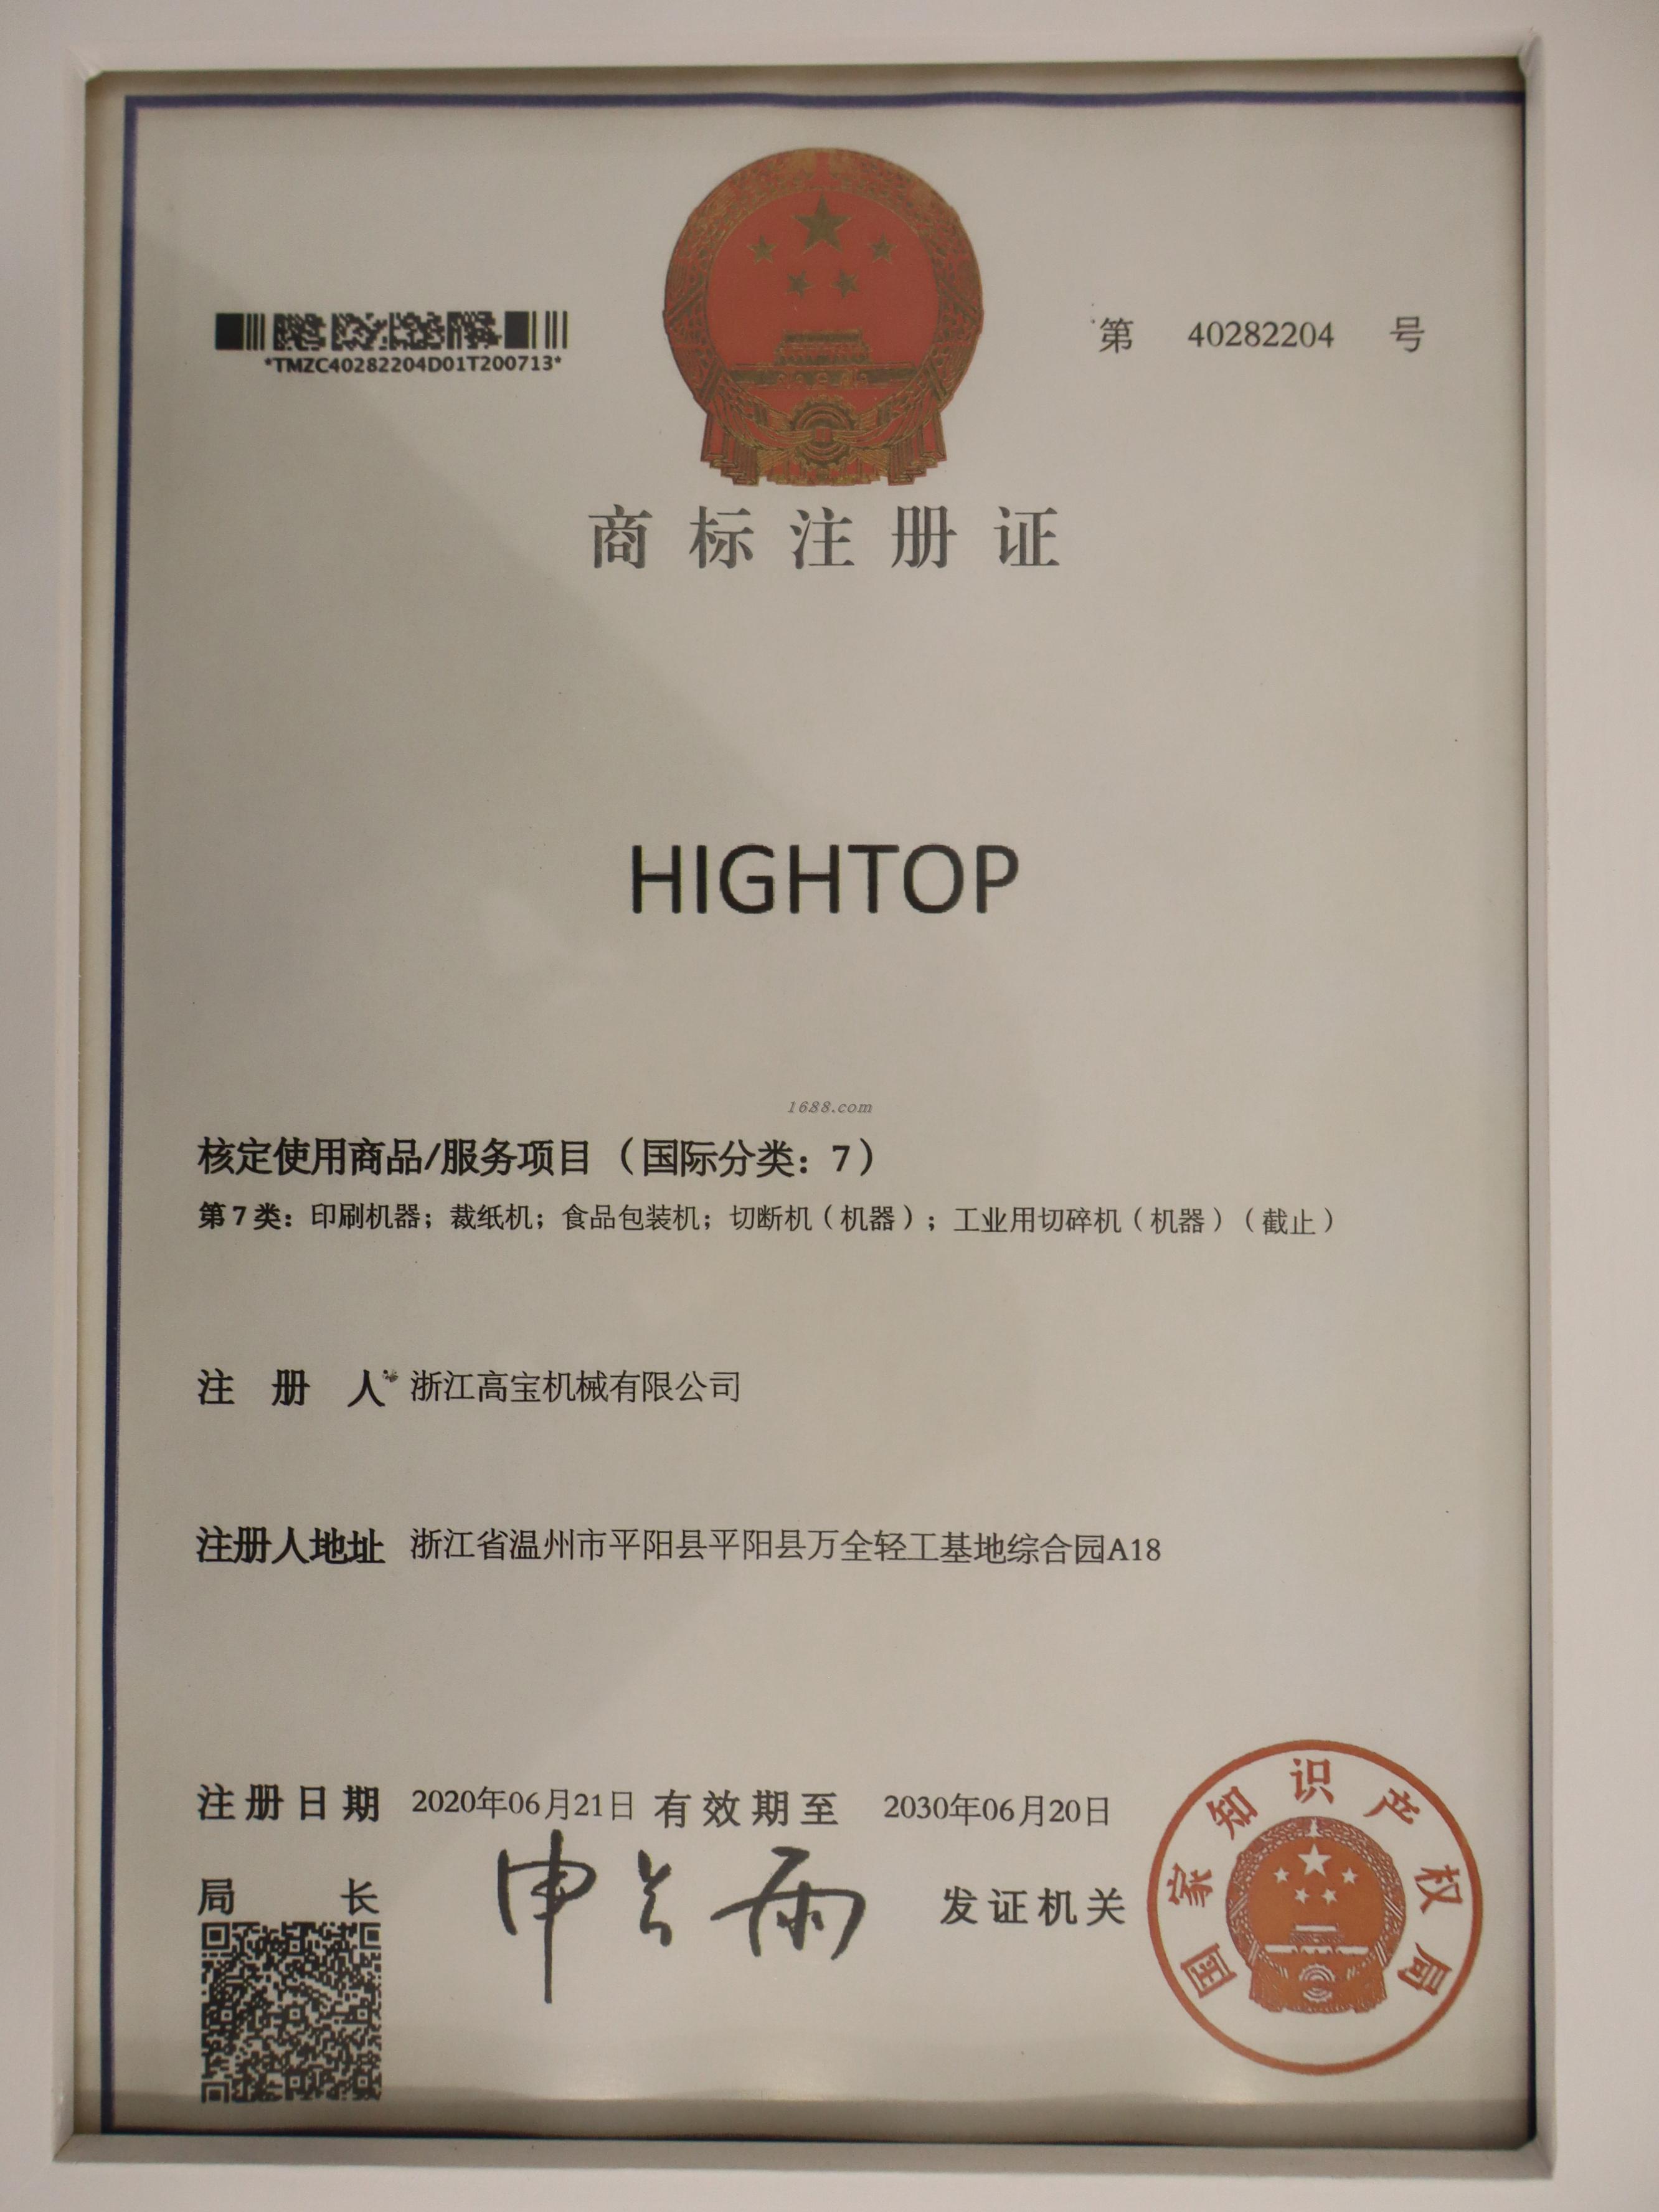 *TMZC40282204D01T200713*
第 40282204 号
商标注册证
HIGHTOP
1688.com
核定使用商品/服务项目（国际分类：7）
第7类：印刷机器；裁纸机；食品包装机；切断机（机器）；工业用切碎机（机器）（截止）
注册人 浙江高宝机械有限公司
注册人地址 浙江省温州市平阳县平阳县万全轻工基地综合园A18
注册日期 2020年06月21日 有效期至 2030年06月20日
局长 申长雨 发证机关
国家知识产权局